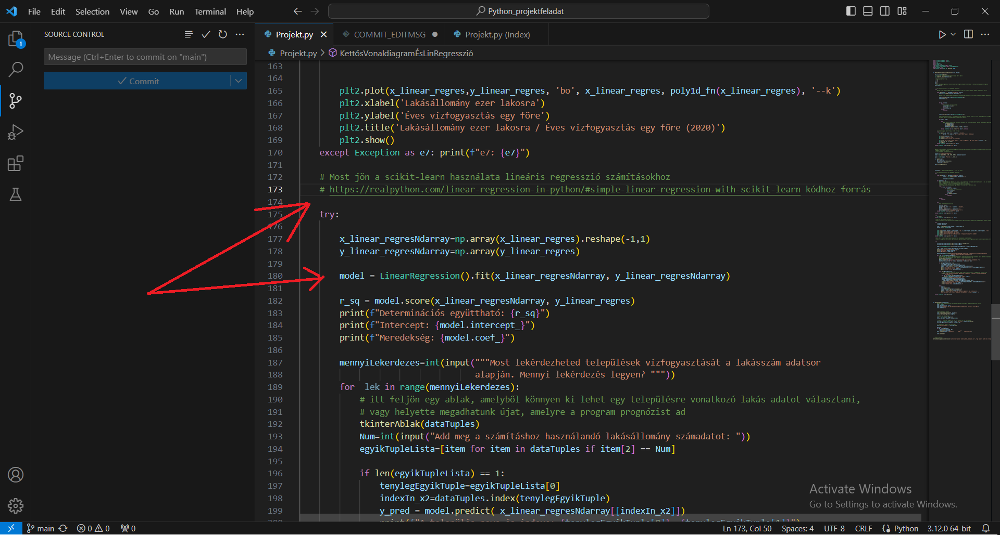 File Edit Selection View Go Run Terminal Help
Python_projektfeladat
SOURCE CONTROL
Projekt.py
COMMIT_EDITMSG
Projekt.py (Index)
1
Message (Ctrl+Enter to commit on "main")
Commit
Projekt.py > KettősVonaldiagramÉsLinRegresszió
163
164
165 plt2.plot(x_linear_regres,y_linear_regres, 'bo', x_linear_regres, poly1d_fn(x_linear_regres), '--k')
166 plt2.xlabel('Lakásállomány ezer lakosra')
167 plt2.ylabel('Éves vízfogyasztás egy főre')
168 plt2.title('Lakásállomány ezer lakosra / Éves vízfogyasztás egy főre (2020)')
169 plt2.show()
170 except Exception as e7: print(f"e7: {e7}")
171
172 # Most jön a scikit-learn használata lineáris regresszió számításokhoz
173 # https://realpython.com/linear-regression-in-python/#simple-linear-regression-with-scikit-learn kódhoz forrás
174
175 try:
176
177 x_linear_regresNdarray=np.array(x_linear_regres).reshape(-1,1)
178 y_linear_regresNdarray=np.array(y_linear_regres)
179
180 model = LinearRegression().fit(x_linear_regresNdarray, y_linear_regresNdarray)
181
182 r_sq = model.score(x_linear_regresNdarray, y_linear_regres)
183 print(f"Determinációs együttható: {r_sq}")
184 print(f"Intercept: {model.intercept_}")
185 print(f"Meredekség: {model.coef_}")
186
187 mennyiLekerdezes=int(input("""Most lekérdezheted települések vízfogyasztását a lakásszám adatsor
188 alapján. Mennyi lekérdezés legyen? """))
189 for  lek in range(mennyiLekerdezes):
190 # itt feljön egy ablak, amelyből könnyen ki lehet egy településre vonatkozó lakás adatot választani,
191 # vagy helyette megadhatunk újat, amelyre a program prognózist ad
192 tkinterAblak(dataTuples)
193 Num=int(input("Add meg a számításhoz használandó lakásállomány számadatot: "))
194 egyikTupleLista=[item for item in dataTuples if item[2] == Num]
195
196 if len(egyikTupleLista) == 1:
197 tenylegEgyikTuple=egyikTupleLista[0]
198 indexIn_x2=dataTuples.index(tenylegEgyikTuple)
199 y_pred = model.predict( x_linear_regresNdarray[[indexIn_x2]])
Activate Windows
Go to Settings to activate Windows.
main 0 0 0
Ln 173, Col 50 Spaces: 4 UTF-8 CRLF Python 3.12.0 64-bit